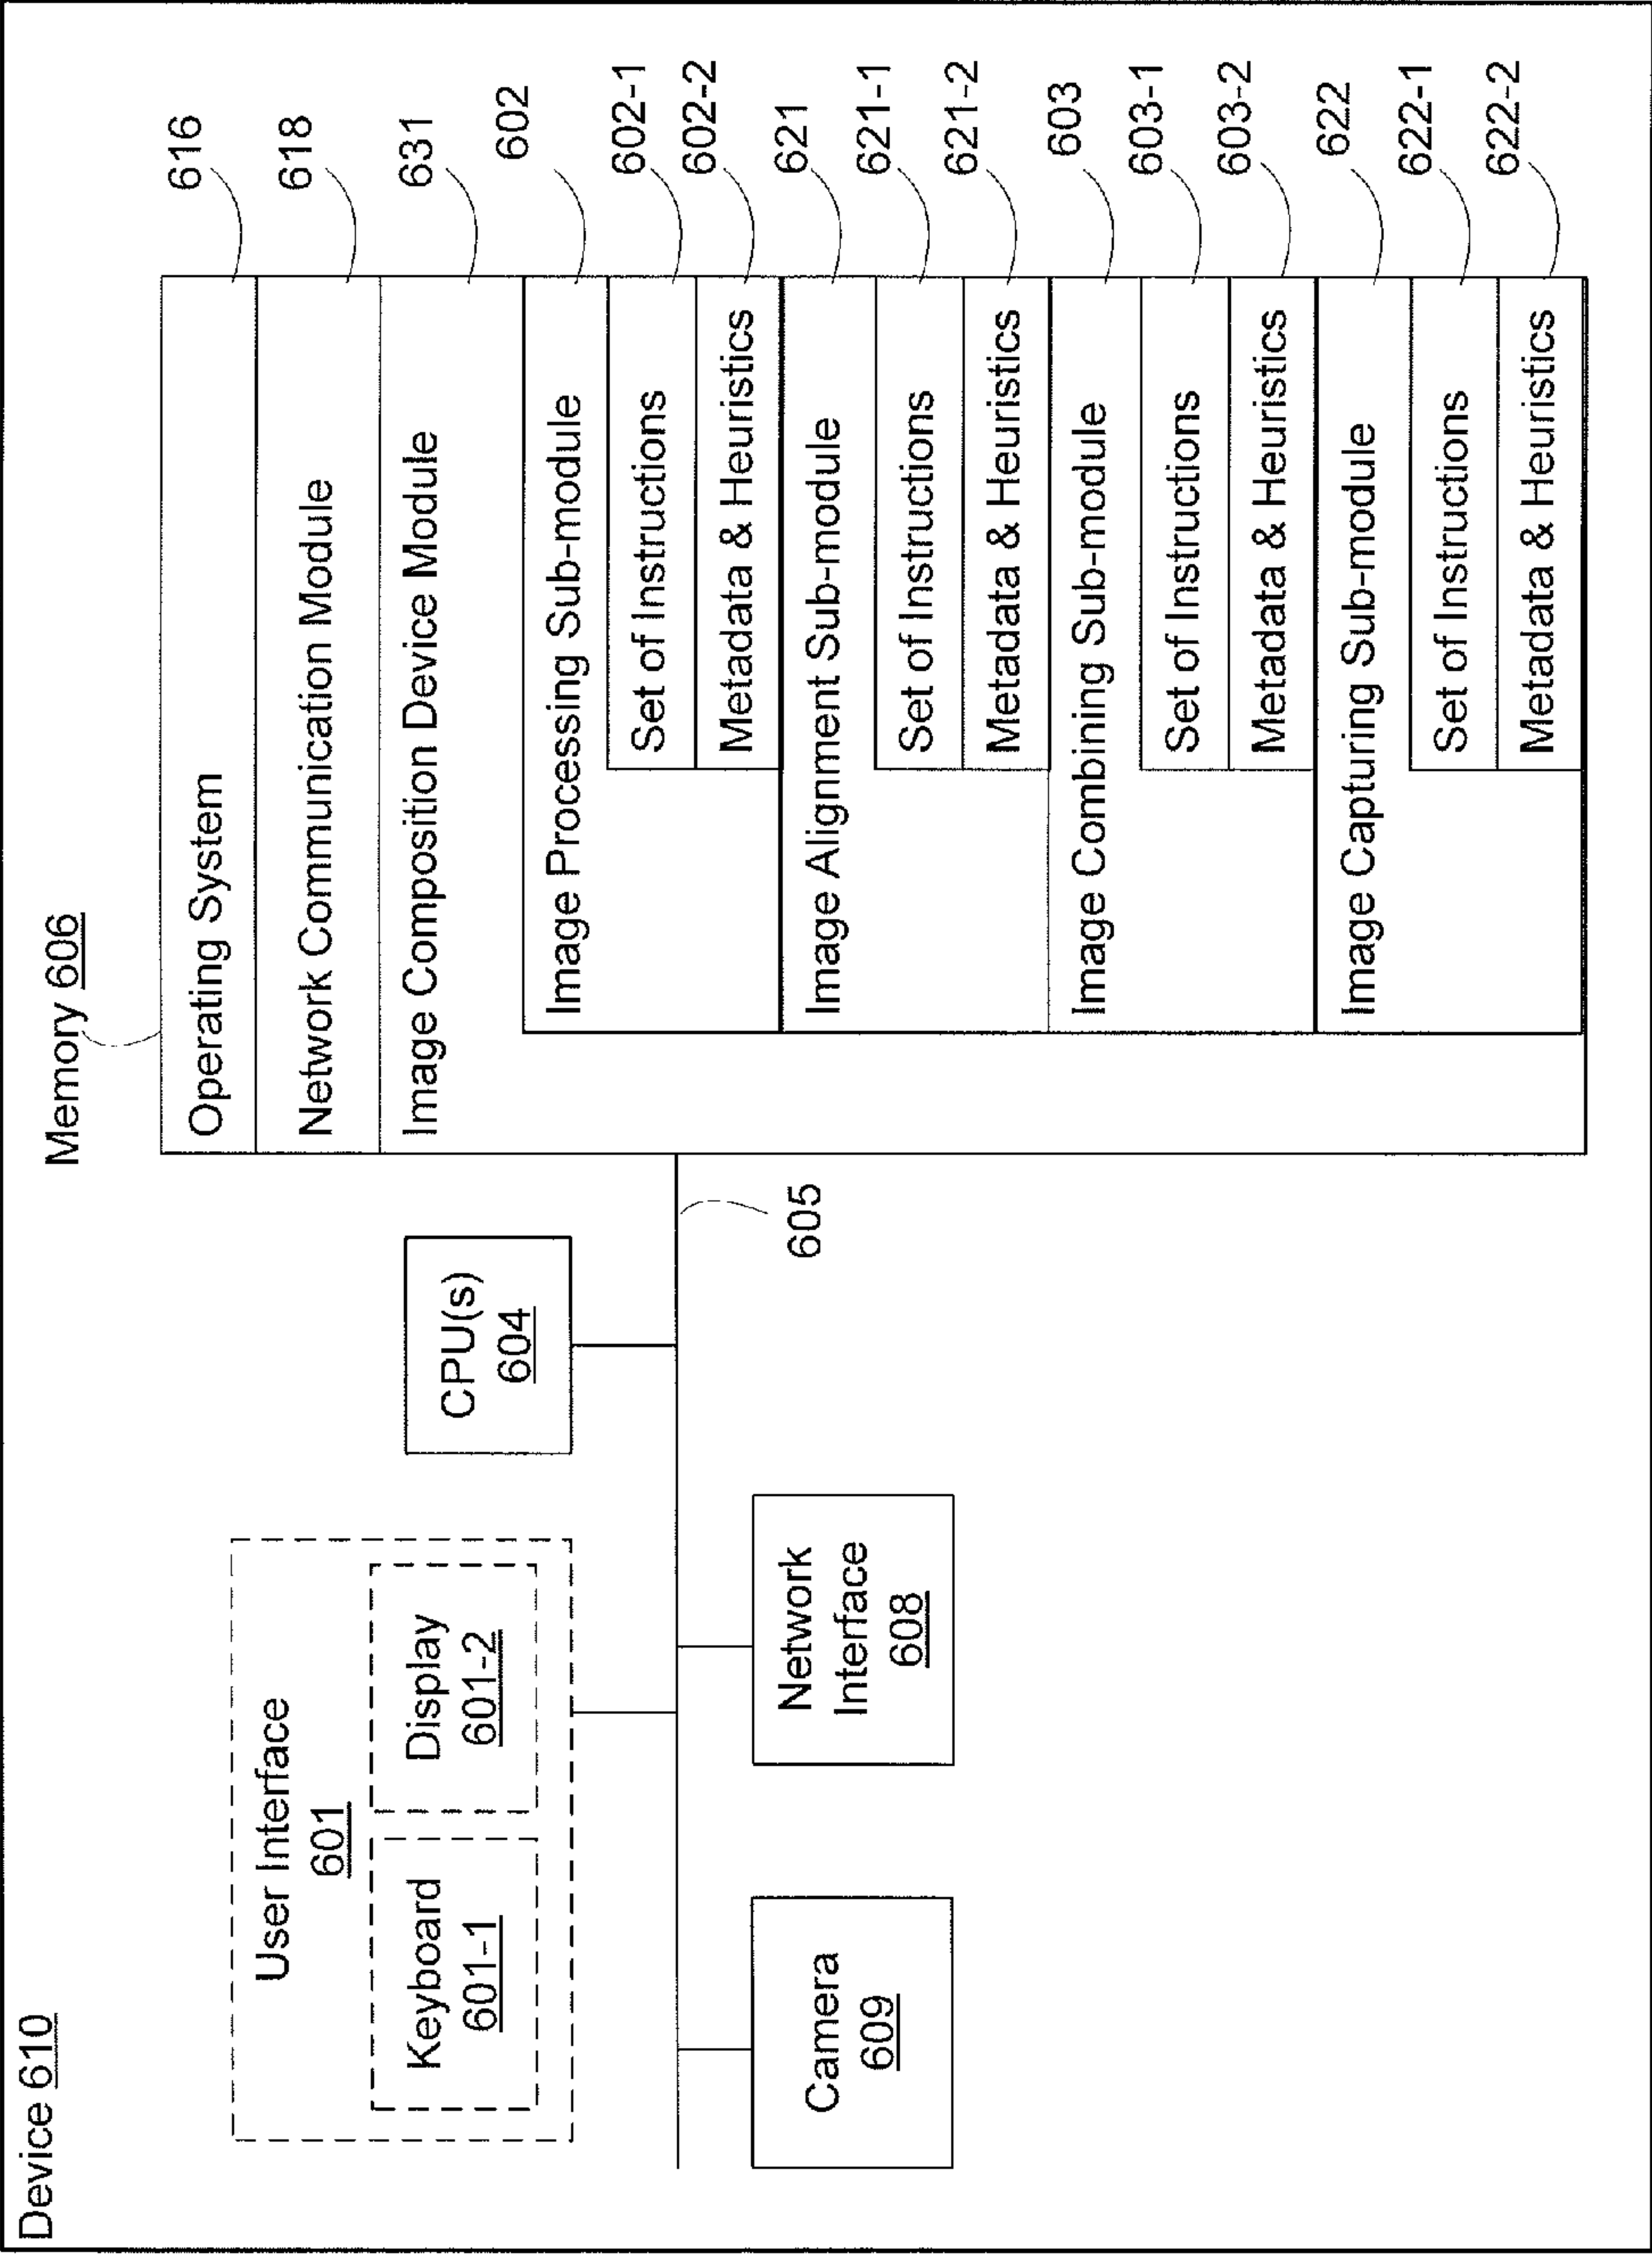 Device 610
User Interface
601
Keyboard
601-1
Display
601-2
CPU(s)
604
Camera
609
Network
Interface
608
605
Memory 606
Operating System
616
Network Communication Module
618
Image Composition Device Module
631
Image Processing Sub-module
602
Set of Instructions
602-1
Metadata & Heuristics
602-2
Image Alignment Sub-module
621
Set of Instructions
621-1
Metadata & Heuristics
621-2
Image Combining Sub-module
603
Set of Instructions
603-1
Metadata & Heuristics
603-2
Image Capturing Sub-module
622
Set of Instructions
622-1
Metadata & Heuristics
622-2